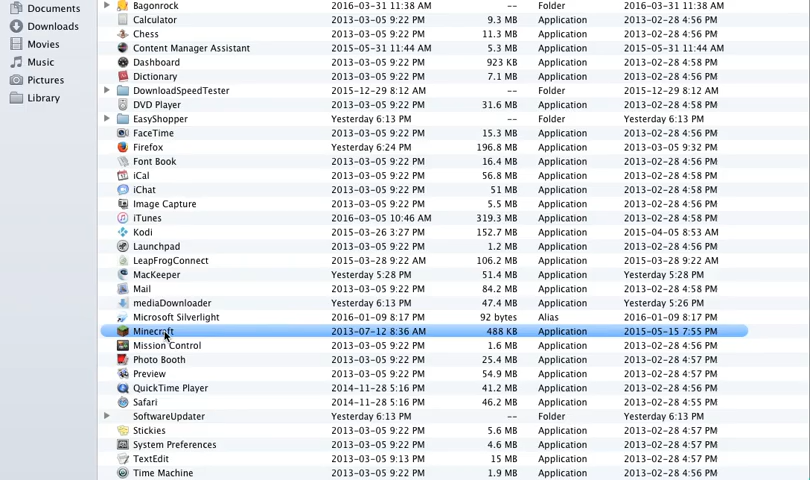 Documents
Downloads
Movies
Music
Pictures
Library
Bagonrock 2016-03-31 11:38 AM -- Folder 2016-03-31 11:38 AM
Calculator 2013-03-05 9:22 PM 9.3 MB Application 2013-02-28 4:56 PM
Chess 2013-03-05 9:22 PM 11.3 MB Application 2013-02-28 4:56 PM
Content Manager Assistant 2015-05-31 11:44 AM 5.3 MB Application 2015-05-31 11:44 AM
Dashboard 2013-03-05 9:22 PM 923 KB Application 2013-02-28 4:58 PM
Dictionary 2013-03-05 9:22 PM 7.1 MB Application 2013-02-28 4:56 PM
DownloadSpeedTester 2015-12-29 8:12 AM -- Folder 2015-12-29 8:12 AM
DVD Player 2013-03-05 9:22 PM 31.6 MB Application 2013-02-28 4:58 PM
EasyShopper Yesterday 6:13 PM -- Folder Yesterday 6:13 PM
FaceTime 2013-03-05 9:22 PM 15.3 MB Application 2013-02-28 4:56 PM
Firefox Yesterday 6:24 PM 196.8 MB Application 2013-03-05 9:32 PM
Font Book 2013-03-05 9:22 PM 16.4 MB Application 2013-02-28 4:56 PM
iCal 2013-03-05 9:22 PM 56.8 MB Application 2013-02-28 4:56 PM
iChat 2013-03-05 9:22 PM 51 MB Application 2013-02-28 4:56 PM
Image Capture 2013-03-05 9:22 PM 5.5 MB Application 2013-02-28 4:56 PM
iTunes 2016-03-05 10:46 AM 319.3 MB Application 2013-02-28 4:58 PM
Kodi 2015-03-26 3:27 PM 152.7 MB Application 2015-04-05 8:53 AM
Launchpad 2013-03-05 9:22 PM 1.2 MB Application 2013-02-28 4:56 PM
LeapFrogConnect 2015-03-28 9:22 AM 106.2 MB Application 2015-03-28 9:22 AM
MacKeeper Yesterday 5:28 PM 51.4 MB Application Yesterday 5:28 PM
Mail 2013-03-05 9:22 PM 84.2 MB Application 2013-02-28 4:58 PM
mediaDownloader Yesterday 6:13 PM 47.4 MB Application Yesterday 5:26 PM
Microsoft Silverlight 2016-01-09 8:17 PM 92 bytes Alias 2016-01-09 8:17 PM
Minecraft 2013-07-12 8:36 AM 488 KB Application 2015-05-15 7:55 PM
Mission Control 2013-03-05 9:22 PM 1.6 MB Application 2013-02-28 4:56 PM
Photo Booth 2013-03-05 9:22 PM 25.4 MB Application 2013-02-28 4:57 PM
Preview 2013-03-05 9:22 PM 54.9 MB Application 2013-02-28 4:57 PM
QuickTime Player 2014-11-28 5:16 PM 41.2 MB Application 2013-02-28 4:56 PM
Safari 2014-11-28 5:16 PM 46.2 MB Application 2013-02-28 4:55 PM
SoftwareUpdater Yesterday 6:13 PM -- Folder Yesterday 6:13 PM
Stickies 2013-03-05 9:22 PM 5.6 MB Application 2013-02-28 4:57 PM
System Preferences 2013-03-05 9:22 PM 4.6 MB Application 2013-02-28 4:57 PM
TextEdit 2013-03-05 9:13 PM 15 MB Application 2013-02-28 4:57 PM
Time Machine 2013-03-05 9:22 PM 1.9 MB Application 2013-02-28 4:56 PM